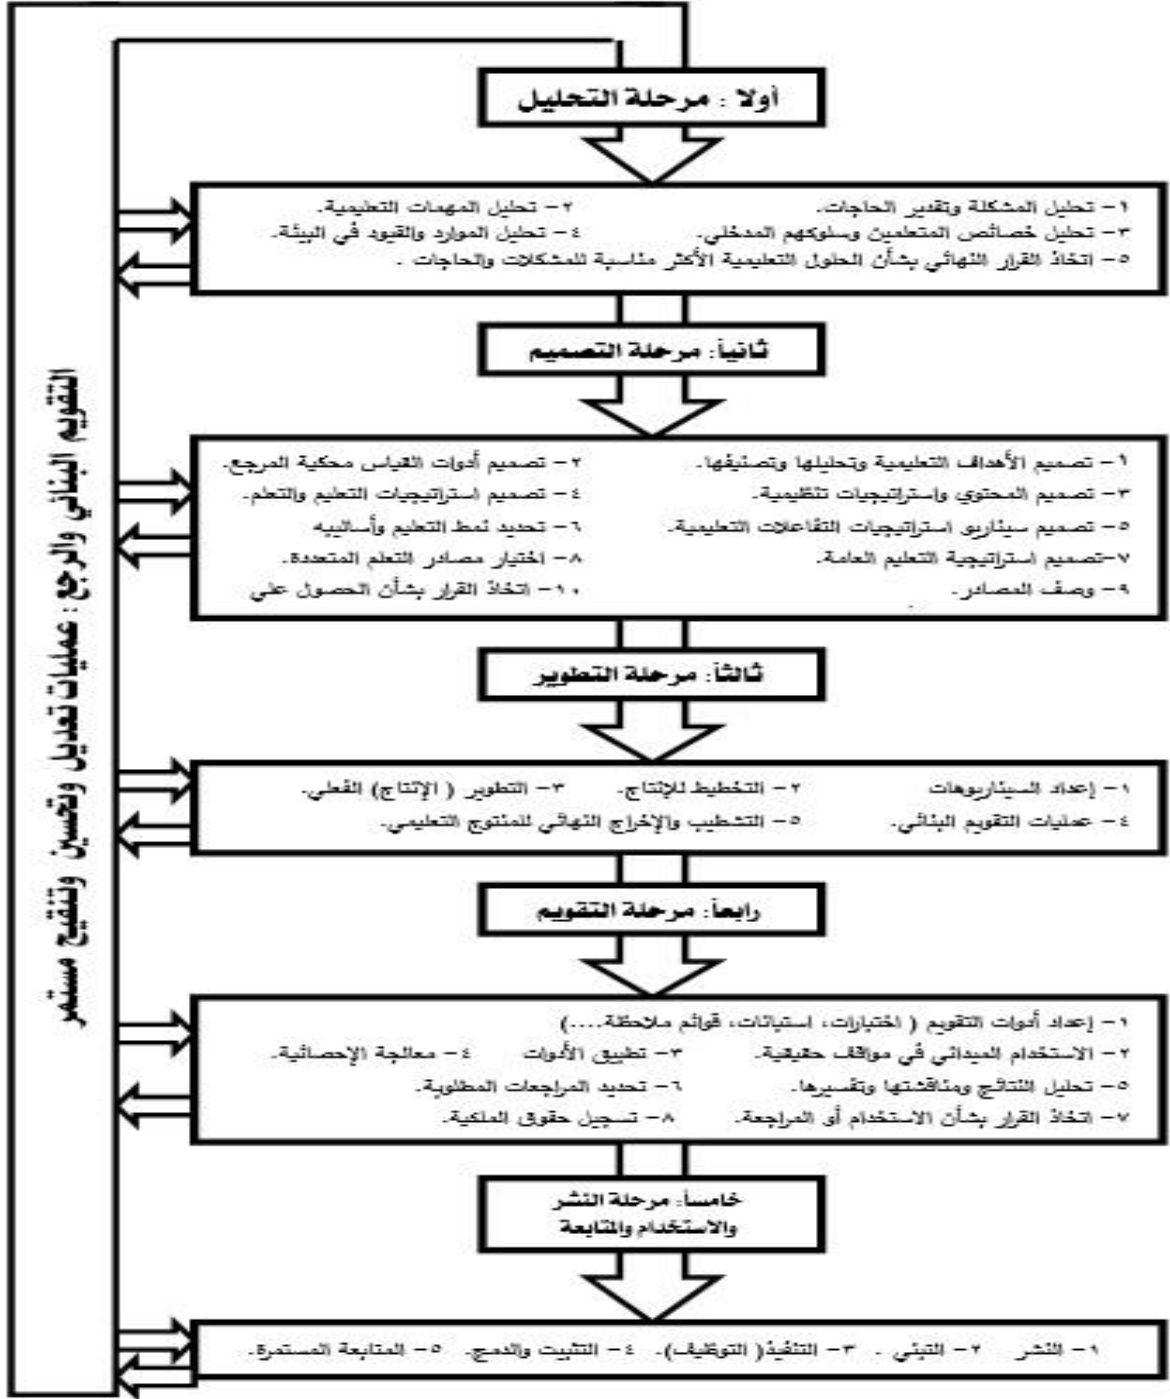 أولا : مرحلة التحليل
١- تحليل المشكلة وتقدير الحاجات. ٢- تحليل المهمات التعليمية.
٣- تحليل خصائص المتعلمين وسلوكهم المدخلي. ٤- تحليل الموارد والقيود في البيئة.
٥- اتخاذ القرار النهائي بشأن الحلول التعليمية الأكثر مناسبة للمشكلات والحاجات .
ثانياً: مرحلة التصميم
١- تصميم الأهداف التعليمية وتحليلها وتصنيفها. ٢- تصميم أدوات القياس محكية المرجع.
٣- تصميم المحتوي واستراتيجيات تنظيمية. ٤- تصميم استراتيجيات التعليم والتعلم.
٥- تصميم سيناريو استراتيجيات التفاعلات التعليمية. ٦- تحديد نمط التعليم وأساليبه
٧-تصميم استراتيجية التعليم العامة. ٨- اختيار مصادر التعلم المتعددة.
٩- وصف المصادر. ١٠- اتخاذ القرار بشأن الحصول علي
.
ثالثاً: مرحلة التطوير
١- إعداد السيناريوهات ٢- التخطيط للإنتاج. ٣- التطوير ( الإنتاج) الفعلي.
٤- عمليات التقويم البنائي. ٥- التشطيب والإخراج النهائي للمنتوج التعليمي.
رابعاً: مرحلة التقويم
١- إعداد أدوات التقويم ( اختبارات، استبانات، قوائم ملاحظة....)
٢- الاستخدام الميداني في مواقف حقيقية. ٣- تطبيق الأدوات ٤- معالجة الإحصائية.
٥- تحليل النتائج ومناقشتها وتفسيرها. ٦- تحديد المراجعات المطلوبة.
٧- اتخاذ القرار بشأن الاستخدام أو المراجعة. ٨- تسجيل حقوق الملكية.
خامساً: مرحلة النشر
والاستخدام والمتابعة
١- النشر ٢- التبني . ٣- التنفيذ( التوظيف). ٤- التثبيت والدمج. ٥- المتابعة المستمرة.
التقويم البنائي والرجع : عمليات تعديل وتحسين وتنقيح مستمر